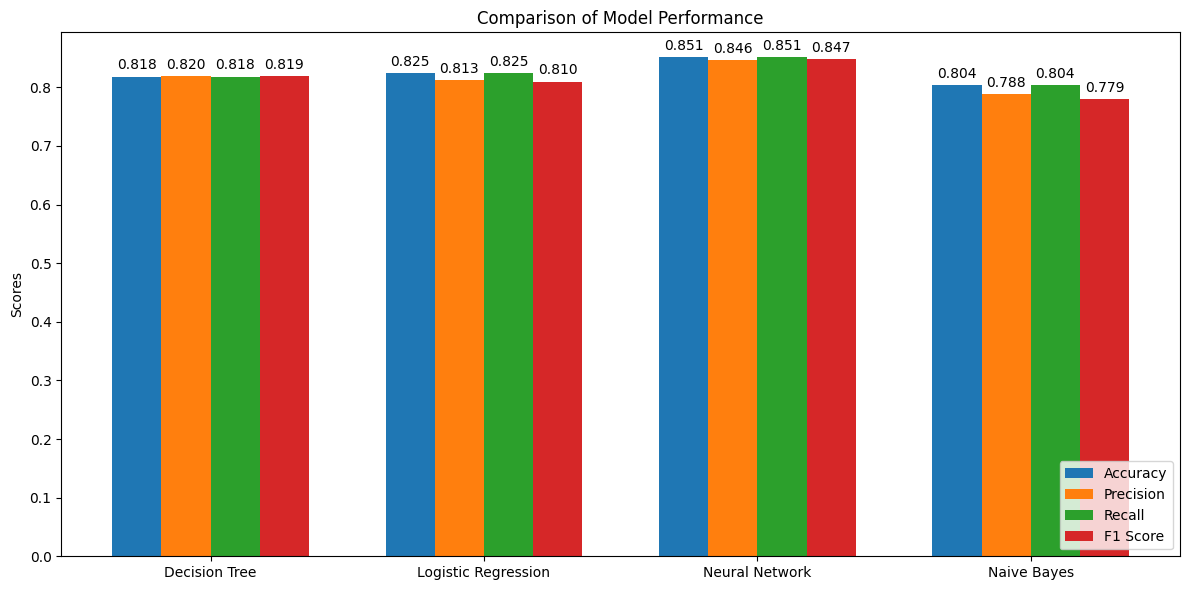 Comparison of Model Performance
0.818 0.820 0.818 0.819 0.825 0.813 0.825 0.810 0.851 0.846 0.851 0.847 0.804 0.788 0.804 0.779
Scores
0.8
0.7
0.6
0.5
0.4
0.3
0.2
0.1
0.0
Accuracy
Precision
Recall
F1 Score
Decision Tree Logistic Regression Neural Network Naive Bayes